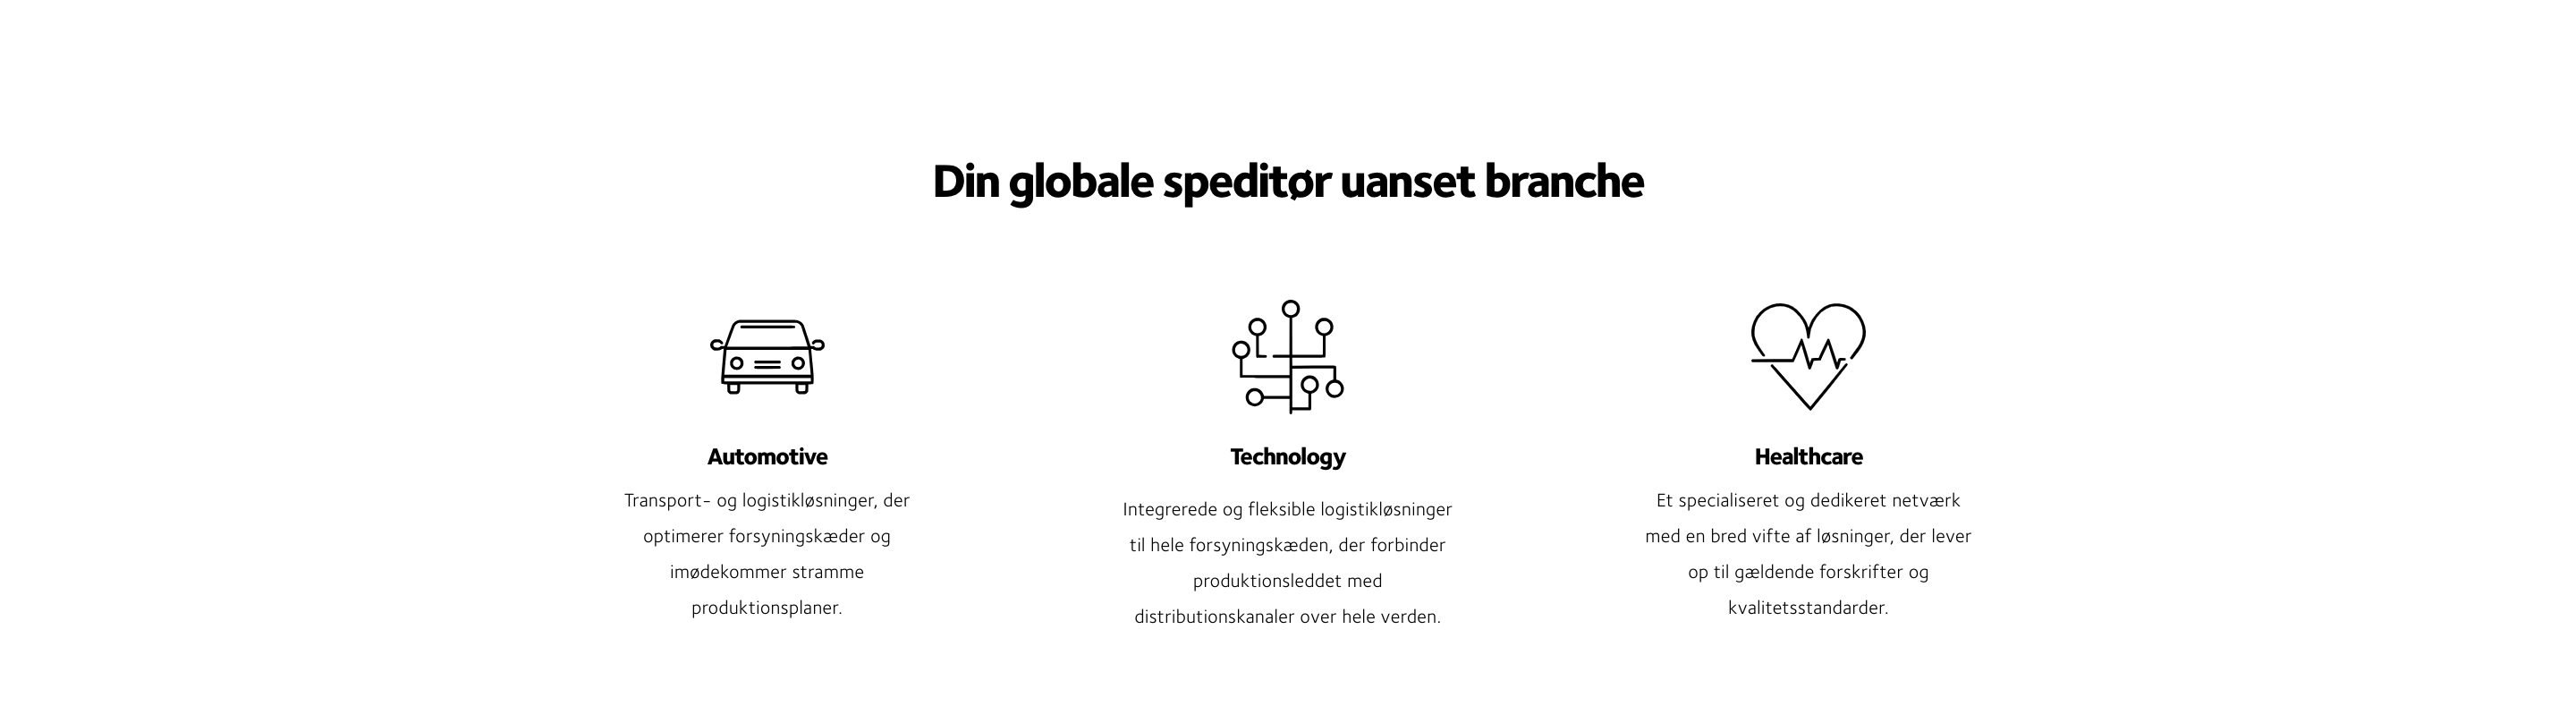 Din globale speditør uanset branche
Automotive
Transport- og logistikløsninger, der
optimerer forsyningskæder og
imødekommer stramme
produktionsplaner.
Technology
Integrerede og fleksible logistikløsninger
til hele forsyningskæden, der forbinder
produktionsleddet med
distributionskanaler over hele verden.
Healthcare
Et specialiseret og dedikeret netværk
med en bred vifte af løsninger, der lever
op til gældende forskrifter og
kvalitetsstandarder.